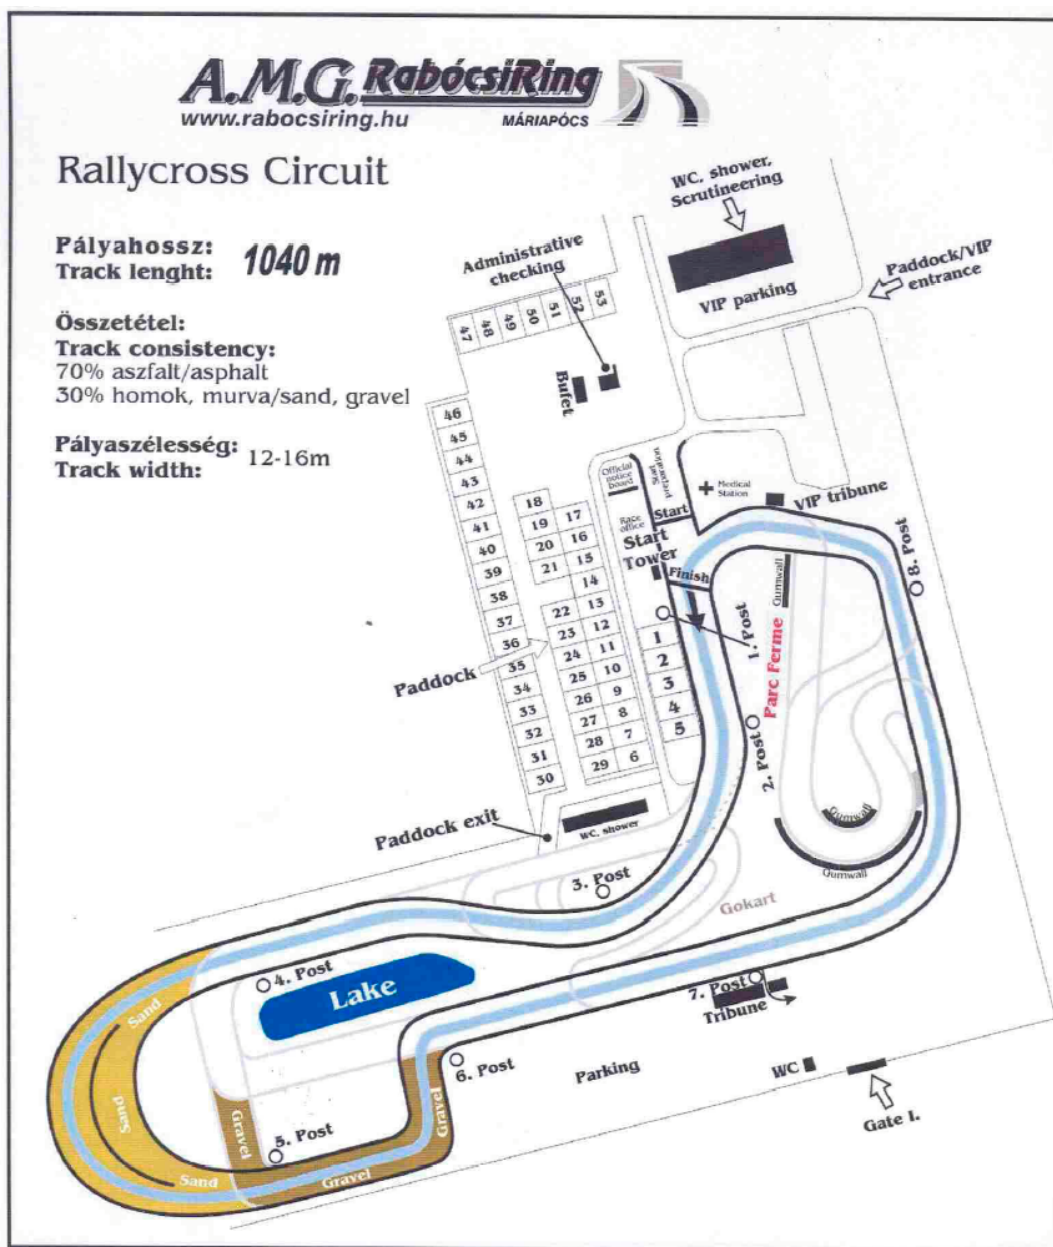 A.M.G. RabócsiRing
www.rabocsiring.hu MÁRIAPÓCS
Rallycross Circuit
Pályahossz:
Track lenght: 1040 m
Összetétel:
Track consistency:
70% aszfalt/asphalt
30% homok, murva/sand, gravel
Pályaszélesség:
Track width: 12-16m
WC, shower,
Scrutineering
VIP parking
Paddock/VIP
entrance
Administrative
checking
47 48 49 50 51 52 53
Bufet
46
45
44
43
42
41
40
39
38
37
36
35
34
33
32
31
30
18
19
20
21
17
16
15
14
22
23
24
25
26
27
28
29
13
12
11
10
9
8
7
6
1
2
3
4
5
Official
notice
board
Race
office
Start
preparation
Start
Start
Tower
Finish
Medical
Station
VIP tribune
8. Post
Gumwall
1. Post
Parc Ferme
2. Post
Paddock
Gumwall
Gumwall
Paddock exit
WC, shower
3. Post
Gokart
4. Post
Lake
7. Post
Tribune
Sand
Sand
Sand
Gravel
5. Post
Gravel
Gravel
6. Post
Parking
WC
Gate I.